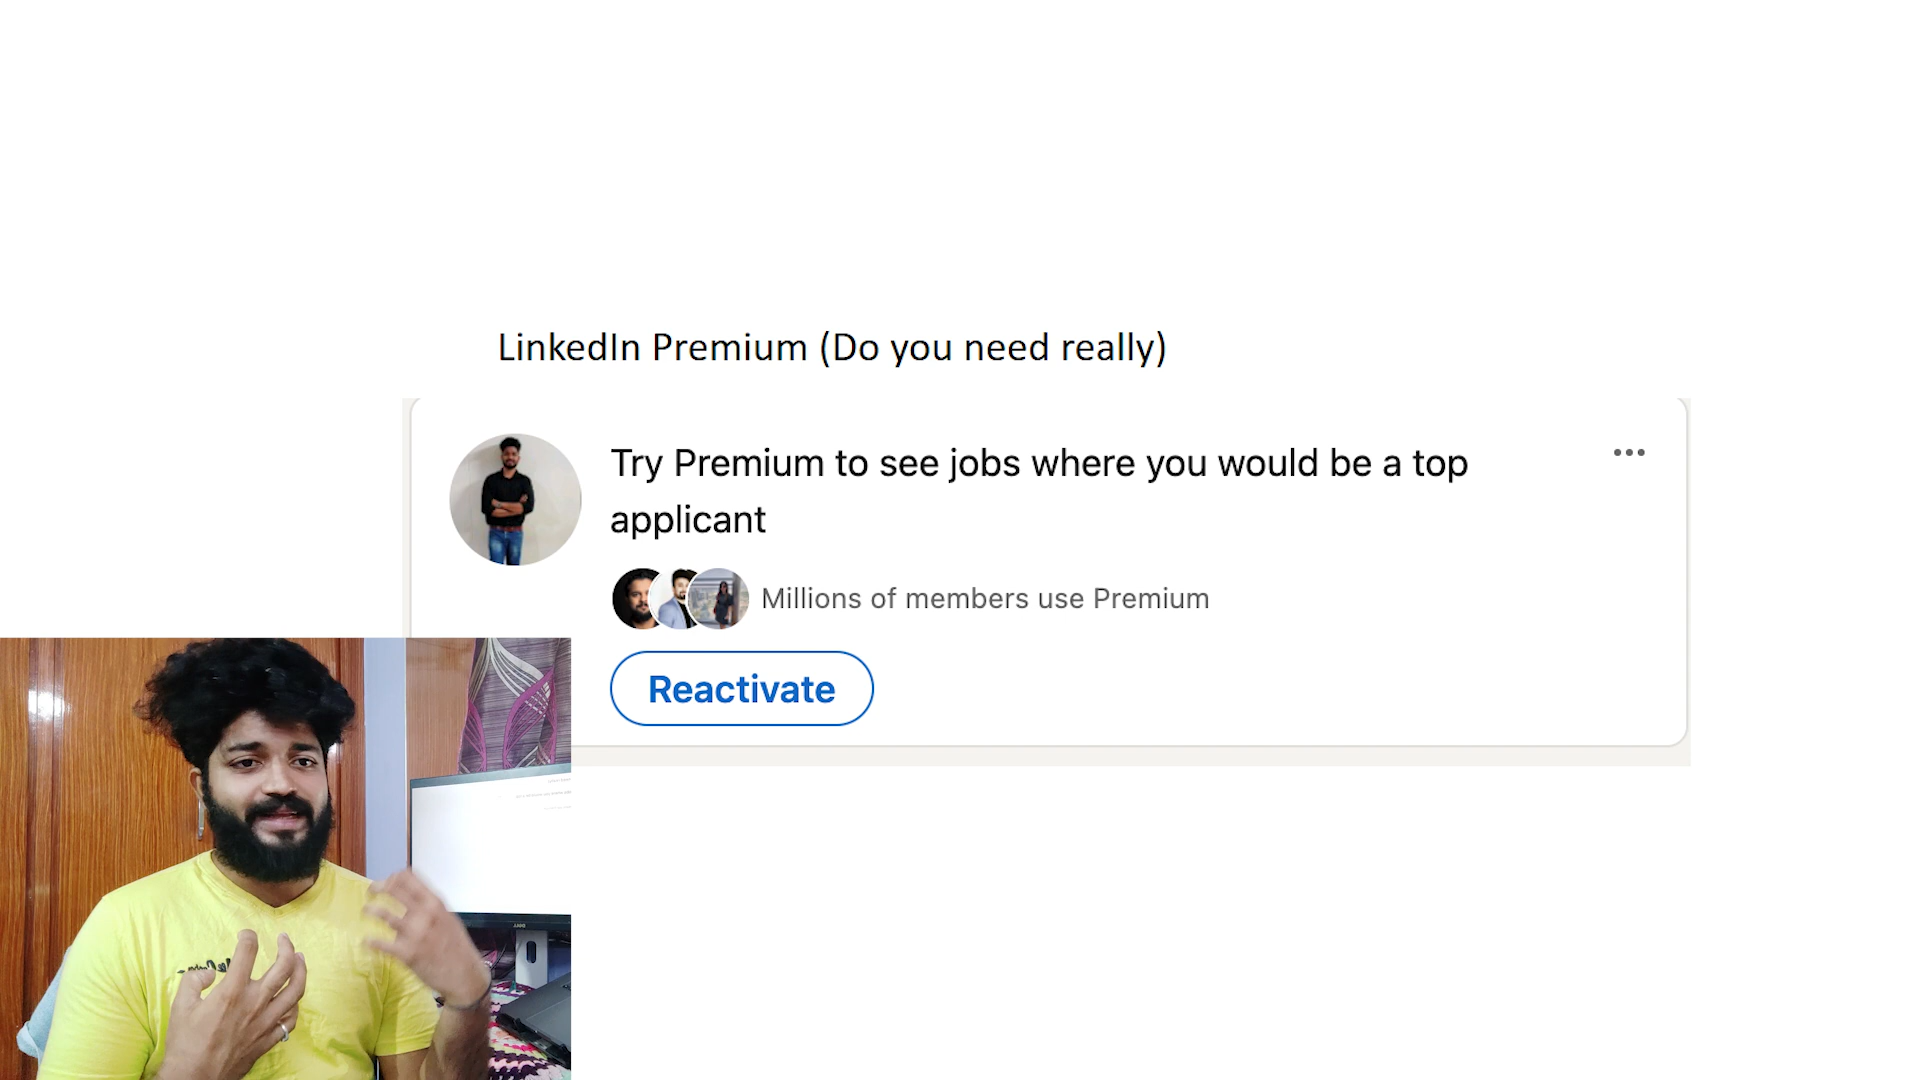 LinkedIn Premium (Do you need really)
Try Premium to see jobs where you would be a top
applicant
Millions of members use Premium
Reactivate